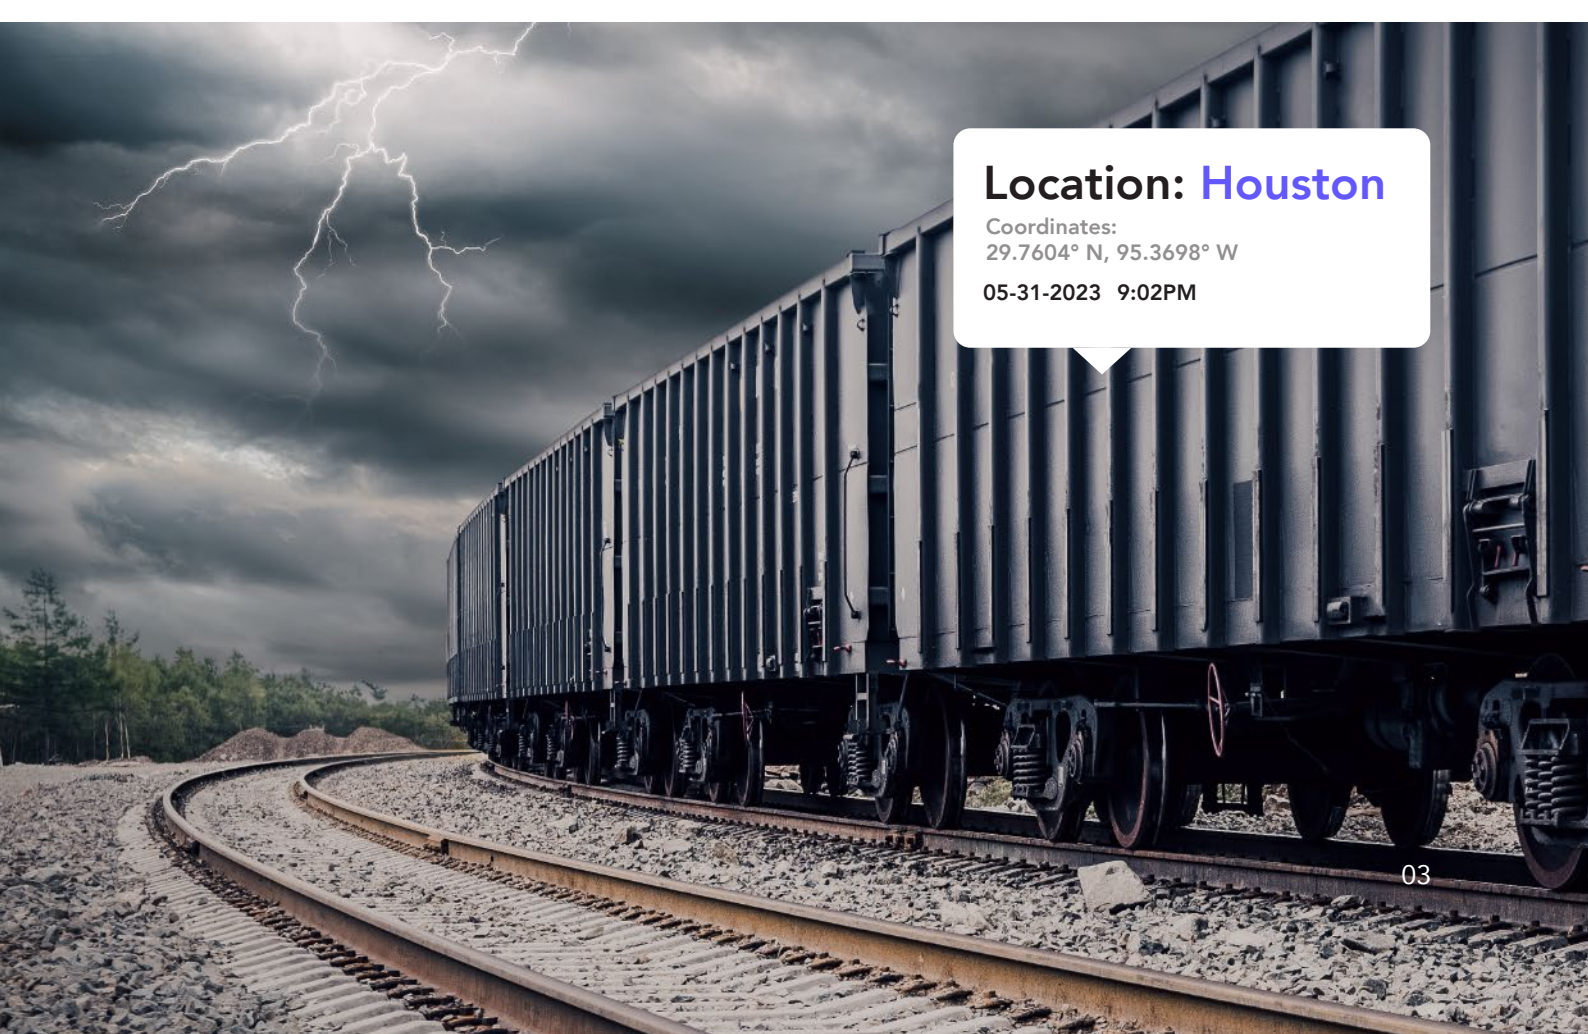 Location: Houston
Coordinates:
29.7604° N, 95.3698° W
05-31-2023 9:02PM
03